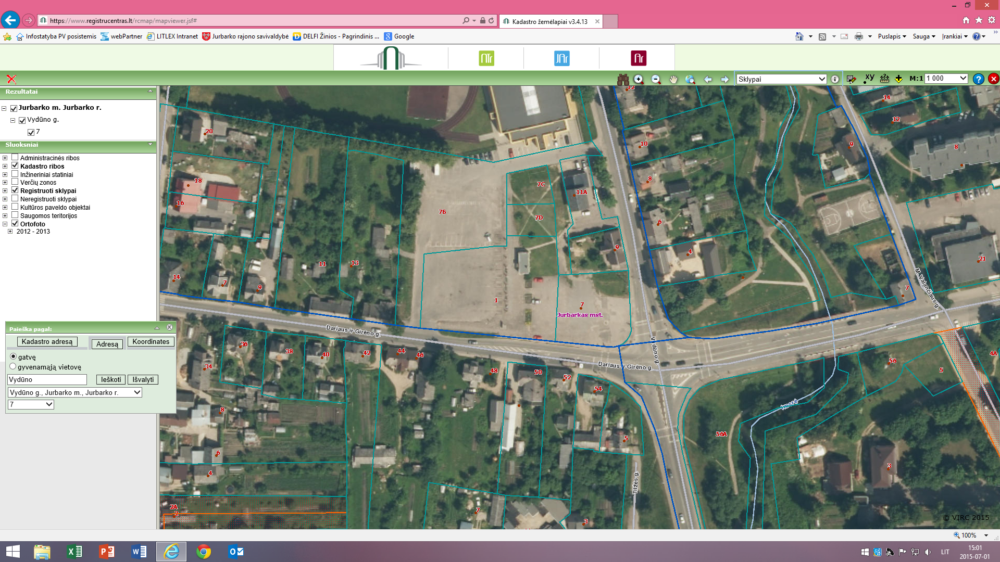 https://www.registrucentras.lt/rcmap/mapviewer.jsf#
Kadastro žemėlapiai v3.4.13
Infostatyba PV posistemis
webPartner
LITLEX Intranet
Jurbarko rajono savivaldybė
DELFI Žinios - Pagrindinis ...
Google
Puslapis
Sauga
Įrankiai
NTr
JAr
Ar
Sklypai
XY
M:1
1 000
Rezultatai
Jurbarko m. Jurbarko r.
Vydūno g.
7
Sluoksniai
Administracinės ribos
Kadastro ribos
Inžineriniai statiniai
Verčių zonos
Registruoti sklypai
Neregistruoti sklypai
Kultūros paveldo objektai
Saugomos teritorijos
Ortofoto
2012 - 2013
Paieška pagal:
Kadastro adresą
Adresą
Koordinates
gatvę
gyvenamąją vietovę
Vydūno
Ieškoti
Išvalyti
Vydūno g., Jurbarko m., Jurbarko r.
7
12
14
12
20
10
9
8
18
16
7C
8
11A
7B
7D
6
9
4
21
11
13
14
7
9
7
1
7
Jurbarkas mst.
M. Valančiaus g.
Dariaus ir Girėno g.
Vydūno g.
36
38
40
42
44
46
34
48
50
52
54
Dariaus ir Girėno g.
56
5
4A
Imsrė
8
56A
5
6
4
3
Tilžės g.
2A
2
7
3
© VĮRC 2015
100%
LIT
15:01
2015-07-01